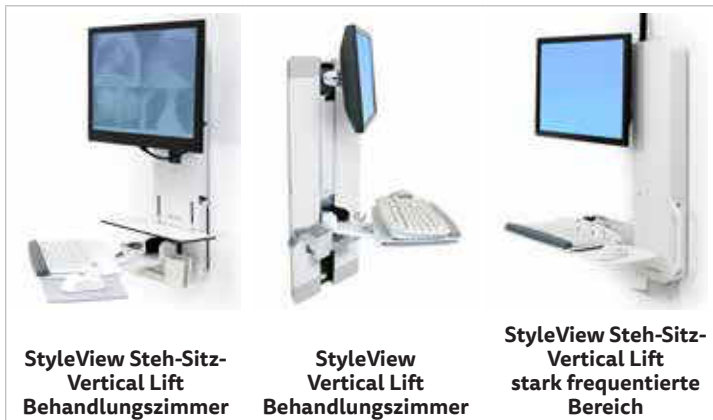 StyleView Steh-Sitz-
Vertical Lift
Behandlungszimmer
StyleView
Vertical Lift
Behandlungszimmer
StyleView Steh-Sitz-
Vertical Lift
stark frequentierte
Bereich